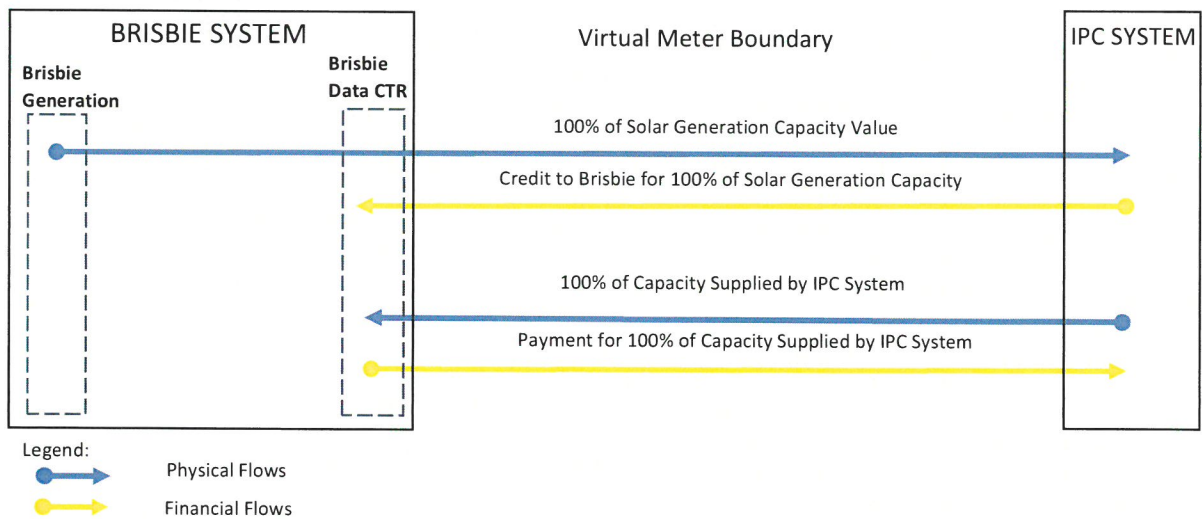 BRISBIE SYSTEM
Virtual Meter Boundary
IPC SYSTEM
Brisbie
Generation
Brisbie
Data CTR
100% of Solar Generation Capacity Value
Credit to Brisbie for 100% of Solar Generation Capacity
100% of Capacity Supplied by IPC System
Payment for 100% of Capacity Supplied by IPC System
Legend:
Physical Flows
Financial Flows